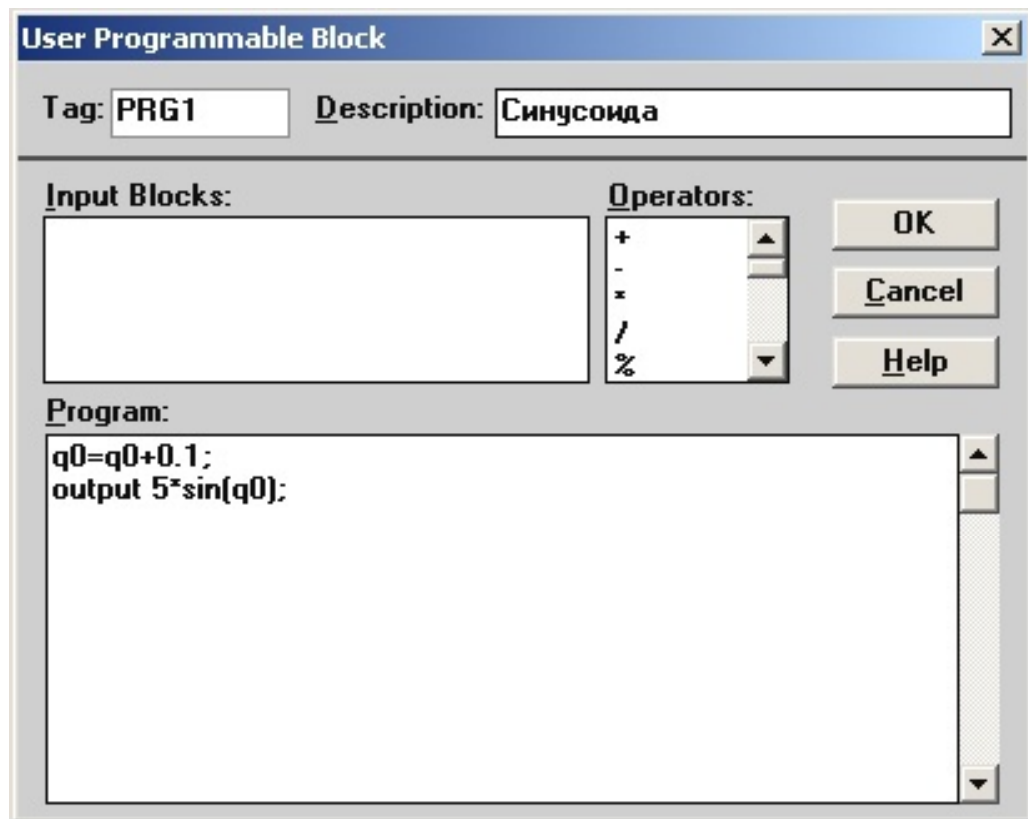 User Programmable Block
Tag: PRG1 Description: Синусоида
Input Blocks: Operators:
+
-
*
/
%
OK
Cancel
Help
Program:
q0=q0+0.1;
output 5*sin(q0);